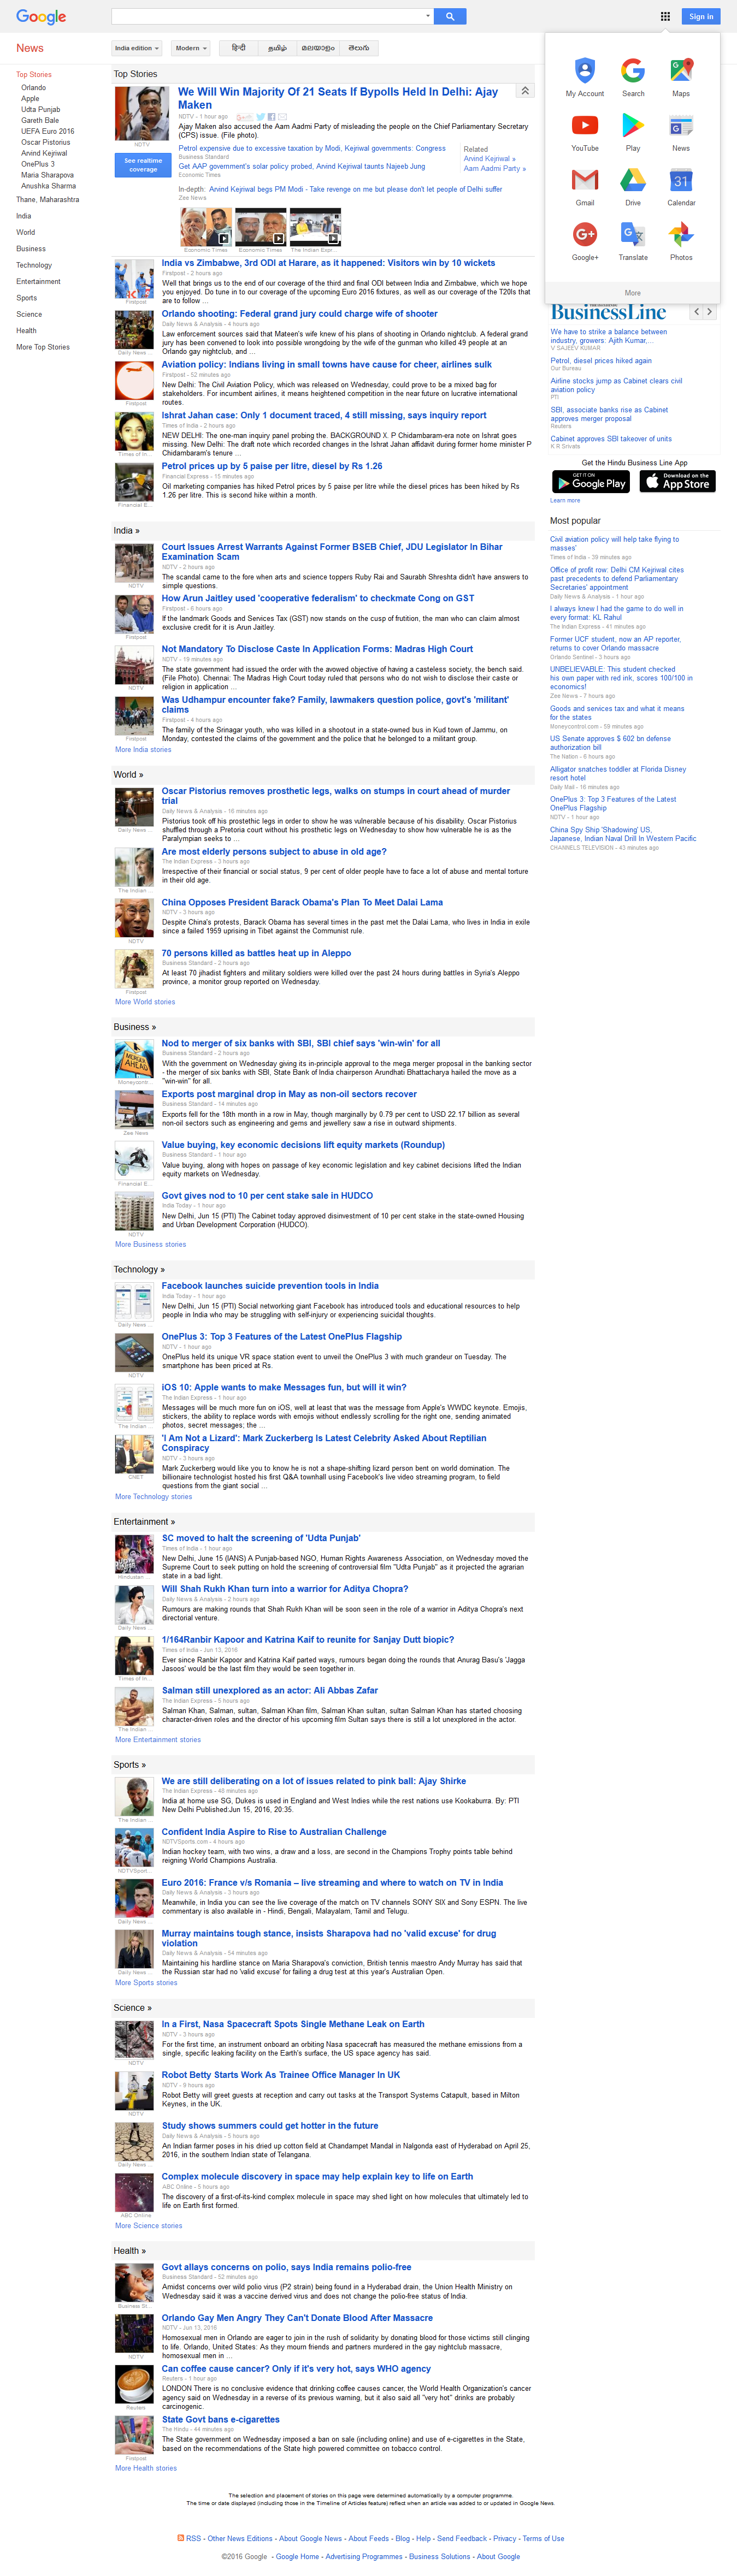 Google
Sign in
News
India edition
Modern
हिन्दी
தமிழ்
മലയാളം
తెలుగు
My Account
Search
Maps
YouTube
Play
News
Gmail
Drive
Calendar
Google+
Translate
Photos
More
Top Stories
Orlando
Apple
Udta Punjab
Gareth Bale
UEFA Euro 2016
Oscar Pistorius
Arvind Kejriwal
OnePlus 3
Maria Sharapova
Anushka Sharma
Thane, Maharashtra
India
World
Business
Technology
Entertainment
Sports
Science
Health
More Top Stories
Top Stories
NDTV
See realtime
coverage
We Will Win Majority Of 21 Seats If Bypolls Held In Delhi: Ajay
Maken
NDTV - 1 hour ago
Ajay Maken also accused the Aam Aadmi Party of misleading people on the Chief Parliamentary Secretary
(CPS) issue. (File photo).
Petrol expensive due to excessive taxation by Modi, Kejriwal governments: Congress
Business Standard
Get AAP government's solar policy probed, Arvind Kejriwal taunts Najeeb Jung
Economic Times
Related
Arvind Kejriwal »
Aam Aadmi Party »
In-depth: Arvind Kejriwal begs PM Modi - Take revenge on me but please don't let people of Delhi suffer
Zee News
Economic Times
Economic Times
The Indian Expr...
India vs Zimbabwe, 3rd ODI at Harare, as it happened: Visitors win by 10 wickets
Firstpost - 2 hours ago
Well that brings us to the end of our coverage of the third and final ODI between India and Zimbabwe, which we hope
you enjoyed. Do tune in to our coverage of the upcoming Euro 2016 fixtures, as well as our coverage of the T20Is that
are to follow ...
Firstpost
Orlando shooting: Federal grand jury could charge wife of shooter
Daily News & Analysis - 4 hours ago
Law enforcement sources said that Mateen's wife knew of his plans of shooting in Orlando nightclub. A federal grand
jury has been convened to look into possible wrongdoing by the wife of the gunman who killed 49 people at an
Orlando gay nightclub, and ...
Daily News ...
Aviation policy: Indians living in small towns have cause for cheer, airlines sulk
Firstpost - 52 minutes ago
New Delhi: The Civil Aviation Policy, which was released on Wednesday, could prove to be a mixed bag for
stakeholders. For incumbent airlines, it means heightened competition in the near future on lucrative international
routes.
Firstpost
Ishrat Jahan case: Only 1 document traced, 4 still missing, says inquiry report
Times of India - 2 hours ago
NEW DELHI: The one-man inquiry panel probing the. BACKGROUND. X. P Chidambaram-era note on Ishrat goes
missing. New Delhi: The draft note which recorded changes in the Ishrat Jahan affidavit during former home minister P
Chidambaram's tenure ...
Times of In...
Petrol prices up by 5 paise per litre, diesel by Rs 1.26
Financial Express - 15 minutes ago
Oil marketing companies has hiked Petrol prices by 5 paise per litre while the diesel prices has been hiked by Rs
1.26 per litre. This is second hike within a month.
Financial E...
BusinessLine
We have to strike a balance between
industry, growers: Ajith Kumar,...
V SAJEEV KUMAR
Petrol, diesel prices hiked again
Our Bureau
Airline stocks jump as Cabinet clears civil
aviation policy
PTI
SBI, associate banks rise as Cabinet
approves merger proposal
Reuters
Cabinet approves SBI takeover of units
K R Srivats
Get the Hindu Business Line App
GET IT ON
Google Play
Download on the
App Store
Learn more
Most popular
Civil aviation policy will help take flying to
masses'
Times of India - 39 minutes ago
Office of profit row: Delhi CM Kejriwal cites
past precedents to defend Parliamentary
Secretaries' appointment
Daily News & Analysis - 1 hour ago
I always knew I had the game to do well in
every format: KL Rahul
The Indian Express - 41 minutes ago
Former UCF student, now an AP reporter,
returns to cover Orlando massacre
Orlando Sentinel - 3 hours ago
UNBELIEVABLE: This student checked
his own paper with red ink, scores 100/100 in
economics!
Zee News - 7 hours ago
Goods and services tax and what it means
for the states
Moneycontrol.com - 59 minutes ago
US Senate approves $ 602 bn defense
authorization bill
The Nation - 6 hours ago
Alligator snatches toddler at Florida Disney
resort hotel
Daily Mail - 16 minutes ago
OnePlus 3: Top 3 Features of the Latest
OnePlus Flagship
NDTV - 1 hour ago
China Spy Ship 'Shadowing' US,
Japanese, Indian Naval Drill In Western Pacific
CHANNELS TELEVISION - 43 minutes ago
India »
Court Issues Arrest Warrants Against Former BSEB Chief, JDU Legislator In Bihar
Examination Scam
NDTV - 2 hours ago
The scandal came to the fore when arts and science toppers Ruby Rai and Saurabh Shreshta didn't have answers to
simple questions.
NDTV
How Arun Jaitley used 'cooperative federalism' to checkmate Cong on GST
Firstpost - 6 hours ago
If the landmark Goods and Services Tax (GST) now stands on the cusp of fruition, the man who can claim almost
exclusive credit for it is Arun Jaitley.
Firstpost
Not Mandatory To Disclose Caste In Application Forms: Madras High Court
NDTV - 19 minutes ago
The state government had issued the order with the avowed objective of having a casteless society, the bench said.
(File Photo). Chennai: The Madras High Court today ruled that persons who do not wish to disclose their caste or
religion in application ...
NDTV
Was Udhampur encounter fake? Family, lawmakers question police, govt's 'militant'
claims
Firstpost - 4 hours ago
The family of the Srinagar youth, who was killed in a shootout in a state-owned bus in Kud town of Jammu, on
Monday, contested the claims of the government and the police that he belonged to a militant group.
Firstpost
More India stories
World »
Oscar Pistorius removes prosthetic legs, walks on stumps in court ahead of murder
trial
Daily News & Analysis - 16 minutes ago
Pistorius took off his prostethic legs in order to show he was vulnerable because of his disability. Oscar Pistorius
shuffled through a Pretoria court without his prosthetic legs on Wednesday to show how vulnerable he is as the
Paralympian seeks to ...
Daily News ...
Are most elderly persons subject to abuse in old age?
The Indian Express - 3 hours ago
Irrespective of their financial or social status, 9 per cent of older people have to face a lot of abuse and mental torture
in their old age.
The Indian ...
China Opposes President Barack Obama's Plan To Meet Dalai Lama
NDTV - 3 hours ago
Despite China's protests, Barack Obama has several times in the past met the Dalai Lama, who lives in India in exile
since a failed 1959 uprising in Tibet against the Communist rule.
NDTV
70 persons killed as battles heat up in Aleppo
Business Standard - 2 hours ago
At least 70 jihadist fighters and military soldiers were killed over the past 24 hours during battles in Syria's Aleppo
province, a monitor group reported on Wednesday.
Firstpost
More World stories
Business »
Nod to merger of six banks with SBI, SBI chief says 'win-win' for all
Business Standard - 2 hours ago
With the government on Wednesday giving its in-principle approval to the mega merger proposal in the banking sector
- the merger of six banks with SBI, State Bank of India chairperson Arundhati Bhattacharya hailed the move as a
"win-win" for all.
MERGER
AHEAD
Moneycontr...
Exports post marginal drop in May as non-oil sectors recover
Business Standard - 14 minutes ago
Exports fell for the 18th month in a row in May, though marginally by 0.79 per cent to USD 22.17 billion as several
non-oil sectors such as engineering and gems and jewellery saw a rise in outward shipments.
Zee News
Value buying, key economic decisions lift equity markets (Roundup)
Business Standard - 1 hour ago
Value buying, along with hopes on passage of key economic legislation and key cabinet decisions lifted the Indian
equity markets on Wednesday.
Financial E...
Govt gives nod to 10 per cent stake sale in HUDCO
India Today - 1 hour ago
New Delhi, Jun 15 (PTI) The Cabinet today approved disinvestment of 10 per cent stake in the state-owned Housing
and Urban Development Corporation (HUDCO).
NDTV
More Business stories
Technology »
Facebook launches suicide prevention tools in India
India Today - 1 hour ago
New Delhi, Jun 15 (PTI) Social networking giant Facebook has introduced tools and educational resources to help
people in India who may be struggling with self-injury or experiencing suicidal thoughts.
Daily News ...
OnePlus 3: Top 3 Features of the Latest OnePlus Flagship
NDTV - 1 hour ago
OnePlus held its unique VR space station event to unveil the OnePlus 3 with much grandeur on Tuesday. The
smartphone has been priced at Rs.
NDTV
iOS 10: Apple wants to make Messages fun, but will it win?
The Indian Express - 1 hour ago
Messages will be much more fun on iOS, well at least that was the message from Apple's WWDC keynote. Emojis,
stickers, the ability to replace words with emojis without endlessly scrolling for the right one, sending animated
photos, secret messages; the ...
The Indian ...
'I Am Not a Lizard': Mark Zuckerberg Is Latest Celebrity Asked About Reptilian
Conspiracy
NDTV - 3 hours ago
Mark Zuckerberg would like you to know he is not a shape-shifting lizard person bent on world domination. The
billionaire technologist hosted his first Q&A townhall using Facebook's live video streaming program, to field
questions from the giant social ...
CNET
More Technology stories
Entertainment »
SC moved to halt the screening of 'Udta Punjab'
Times of India - 1 hour ago
New Delhi, June 15 (IANS) A Punjab-based NGO, Human Rights Awareness Association, on Wednesday moved the
Supreme Court to seek putting on hold the screening of controversial film "Udta Punjab" as it projected the agrarian
state in a bad light.
Hindustan ...
Will Shah Rukh Khan turn into a warrior for Aditya Chopra?
Daily News & Analysis - 2 hours ago
Rumours are making rounds that Shah Rukh Khan will be soon seen in the role of a warrior in Aditya Chopra's next
directorial venture.
Daily News ...
1/164Ranbir Kapoor and Katrina Kaif to reunite for Sanjay Dutt biopic?
Times of India - Jun 13, 2016
Ever since Ranbir Kapoor and Katrina Kaif parted ways, rumours began doing the rounds that Anurag Basu's 'Jagga
Jasoos' would be the last film they would be seen together in.
Times of In...
Salman still unexplored as an actor: Ali Abbas Zafar
The Indian Express - 5 hours ago
Salman Khan, Salman, sultan, Salman Khan film, Salman Khan sultan, sultan Salman Khan has started choosing
character-driven roles and the director of his upcoming film Sultan says there is still a lot unexplored in the actor.
The Indian ...
More Entertainment stories
Sports »
We are still deliberating on a lot of issues related to pink ball: Ajay Shirke
The Indian Express - 40 minutes ago
India at home use SG, Dukes is used in England and West Indies while the rest nations use Kookaburra. By: PTI
New Delhi Published:Jun 15, 2016, 20:35.
The Indian ...
Confident India Aspire to Rise to Australian Challenge
NDTVSports.com - 4 hours ago
Indian hockey team, with two wins, a draw and a loss, are second in the Champions Trophy points table behind
reigning World Champions Australia.
NDTVSport...
Euro 2016: France v/s Romania – live streaming and where to watch on TV in India
Daily News & Analysis - 3 hours ago
Meanwhile, in India you can see the live coverage of the match on TV channels SONY SIX and Sony ESPN. The live
commentary is also available in - Hindi, Bengali, Malayalam, Tamil and Telugu.
Daily News ...
Murray maintains tough stance, insists Sharapova had no 'valid excuse' for drug
violation
Daily News & Analysis - 54 minutes ago
Maintaining his hardline stance on Maria Sharapova's conviction, British tennis maestro Andy Murray has said that
the Russian star had no 'valid excuse' for failing a drug test at this year's Australian Open.
Daily News ...
More Sports stories
Science »
In a First, Nasa Spacecraft Spots Single Methane Leak on Earth
NDTV - 3 hours ago
For the first time, an instrument onboard an orbiting Nasa spacecraft has measured the methane emissions from a
single, specific leaking facility on the Earth's surface, the US space agency has said.
NDTV
Robot Betty Starts Work As Trainee Office Manager In UK
NDTV - 9 hours ago
Robot Betty will greet guests at reception and carry out tasks at the Transport Systems Catapult, based in Milton
Keynes, in the UK.
NDTV
Study shows summers could get hotter in the future
Daily News & Analysis - 5 hours ago
An Indian farmer poses in his dried up cotton field at Chandampet Mandal in Nalgonda east of Hyderabad on April 25,
2016, in the southern Indian state of Telangana.
Daily News ...
Complex molecule discovery in space may help explain key to life on Earth
ABC Online - 5 hours ago
The discovery of a first-of-its-kind complex molecule in space may shed light on how molecules that ultimately led to
life on Earth first formed.
ABC Online
More Science stories
Health »
Govt allays concerns on polio, says India remains polio-free
Business Standard - 52 minutes ago
Amidst concerns over wild polio virus (P2 strain) being found in a Hyderabad drain, the Union Health Ministry on
Wednesday said it was a vaccine derived virus and does not change the polio-free status of India.
Business St...
Orlando Gay Men Angry They Can't Donate Blood After Massacre
NDTV - Jun 13, 2016
Homosexual men in Orlando are eager to join in the rush of solidarity by donating blood for those victims still clinging
to life. Orlando, United States: As they mourn friends and partners murdered in the gay nightclub massacre,
homosexual men in ...
NDTV
Can coffee cause cancer? Only if it's very hot, says WHO agency
Reuters - 1 hour ago
LONDON There is no conclusive evidence that drinking coffee causes cancer, the World Health Organization's cancer
agency said on Wednesday in a reverse of its previous warning, but it also said all "very hot" drinks are probably
carcinogenic.
Reuters
State Govt bans e-cigarettes
The Hindu - 44 minutes ago
The State government on Wednesday imposed a ban on sale (including online) and use of e-cigarettes in the State,
based on the recommendations of the State high powered committee on tobacco control.
Firstpost
More Health stories
The selection and placement of stories on this page were determined automatically by a computer programme.
The time or date displayed (including those in the Timeline of Articles feature) reflect when an article was added to or updated in Google News.
RSS - Other News Editions - About Google News - About Feeds - Blog - Help - Send Feedback - Privacy - Terms of Use
©2016 Google - Google Home - Advertising Programmes - Business Solutions - About Google